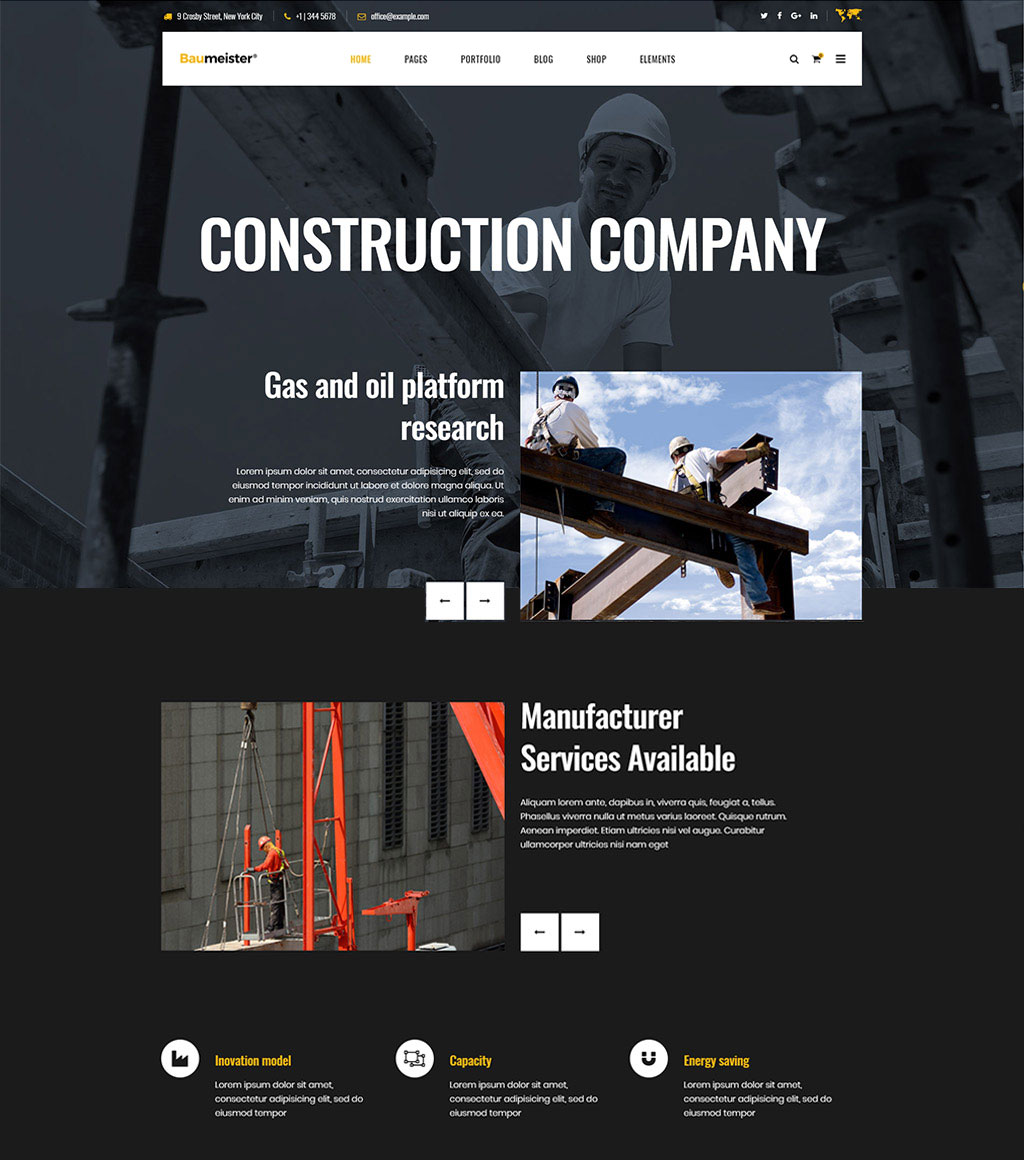 9 Crosby Street, New York City
+1 | 344 5678
office@example.com
Baumeister®
HOME
PAGES
PORTFOLIO
BLOG
SHOP
ELEMENTS
CONSTRUCTION COMPANY
Gas and oil platform
research
Lorem ipsum dolor sit amet, consectetur adipisicing elit, sed do
eiusmod tempor incididunt ut labore et dolore magna aliqua. Ut
enim ad minim veniam, quis nostrud exercitation ullamco laboris
nisi ut aliquip ex ea.
Manufacturer
Services Available
Aliquam lorem ante, dapibus in, viverra quis, feugiat a, tellus.
Phasellus viverra nulla ut metus varius laoreet. Quisque rutrum.
Aenean imperdiet. Etiam ultricies nisi vel augue. Curabitur
ullamcorper ultricies nisi nam eget
Inovation model
Lorem ipsum dolor sit amet,
consectetur adipisicing elit, sed do
eiusmod tempor
Capacity
Lorem ipsum dolor sit amet,
consectetur adipisicing elit, sed do
eiusmod tempor
Energy saving
Lorem ipsum dolor sit amet,
consectetur adipisicing elit, sed do
eiusmod tempor